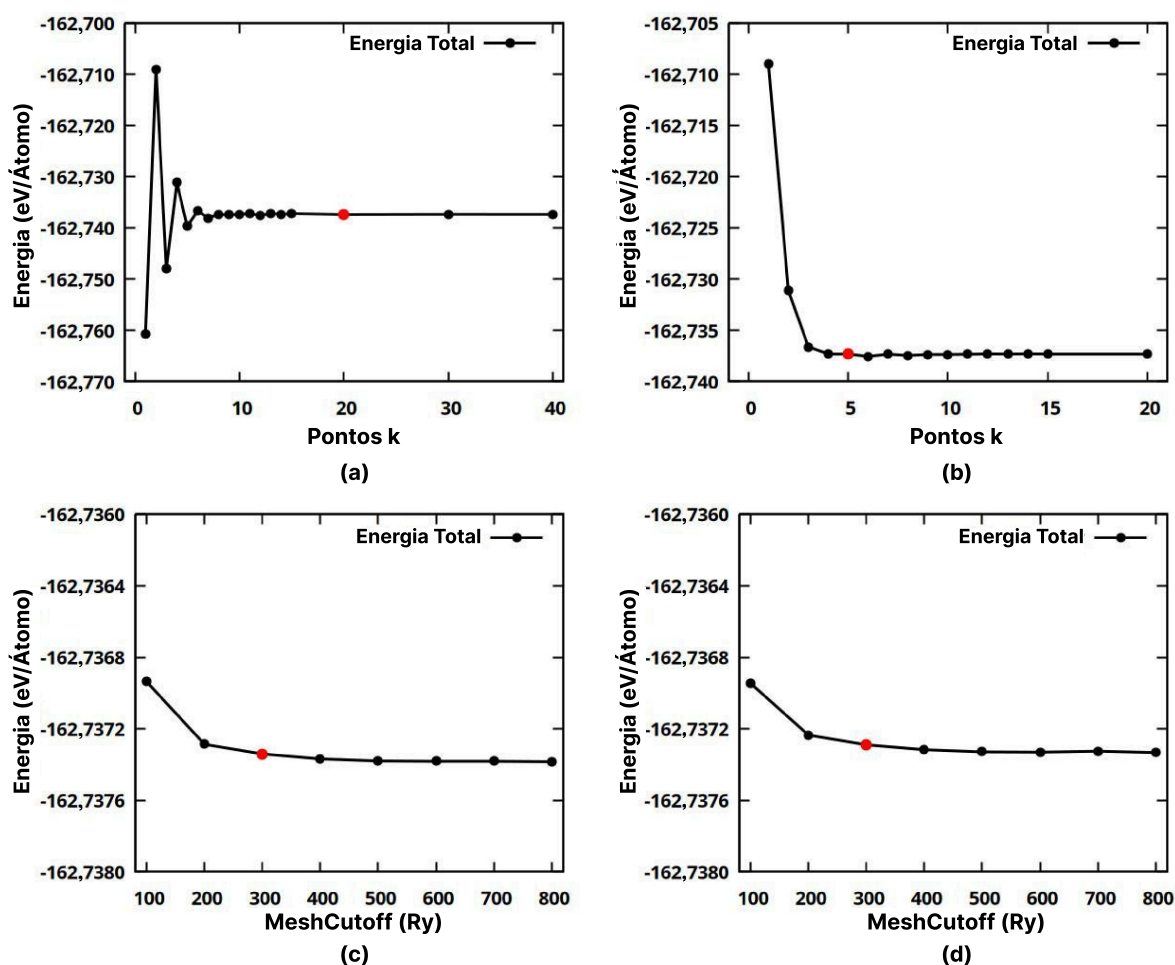 Energia Total
Energia (eV/Átomo)
-162,700
-162,710
-162,720
-162,730
-162,740
-162,750
-162,760
-162,770
0 10 20 30 40
Pontos k
(a)
Energia Total
Energia (eV/Átomo)
-162,705
-162,710
-162,715
-162,720
-162,725
-162,730
-162,735
-162,740
0 5 10 15 20
Pontos k
(b)
Energia Total
Energia (eV/Átomo)
-162,7360
-162,7364
-162,7368
-162,7372
-162,7376
-162,7380
100 200 300 400 500 600 700 800
MeshCutoff (Ry)
(c)
Energia Total
Energia (eV/Átomo)
-162,7360
-162,7364
-162,7368
-162,7372
-162,7376
-162,7380
100 200 300 400 500 600 700 800
MeshCutoff (Ry)
(d)